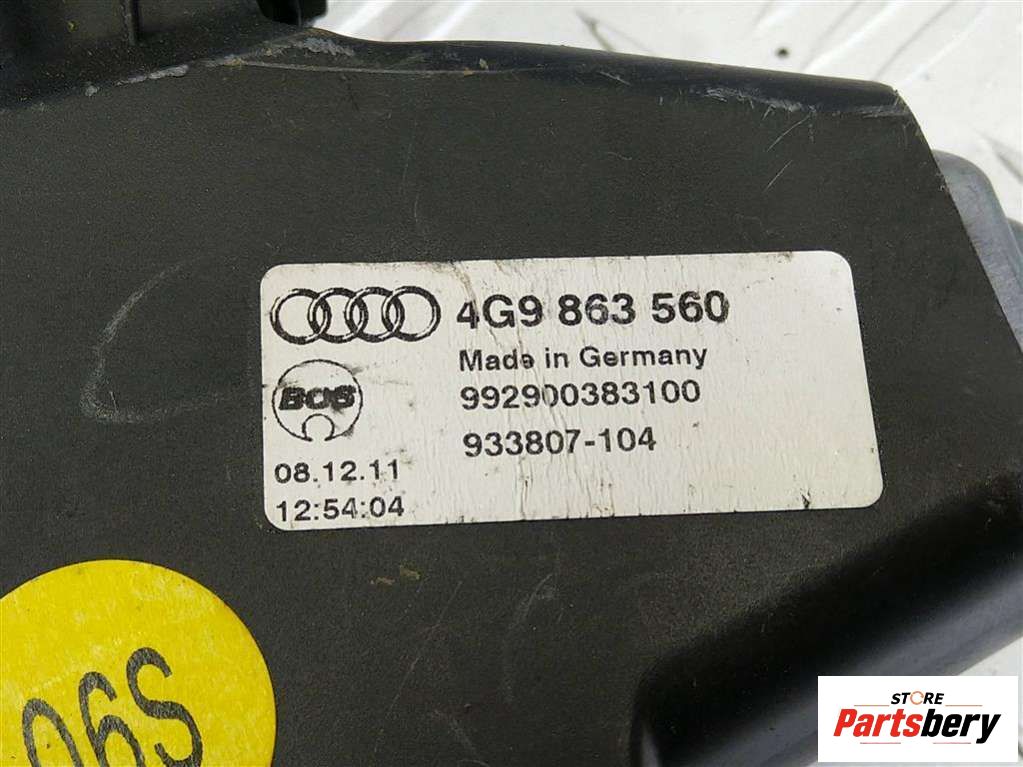 4G9 863 560
Made in Germany
BOS
992900383100
933807-104
08.12.11
12:54:04
06S
STORE
Partsbery